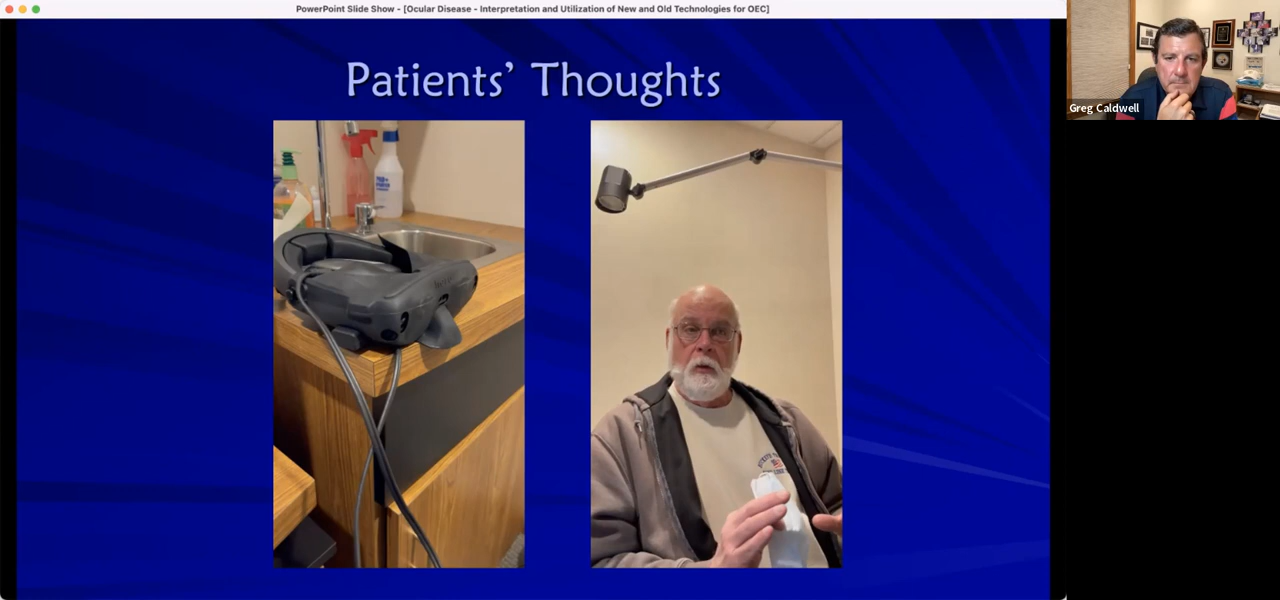 PowerPoint Slide Show - [Ocular Disease - Interpretation and Utilization of New and Old Technologies for OEC]
Patients' Thoughts
Greg Caldwell